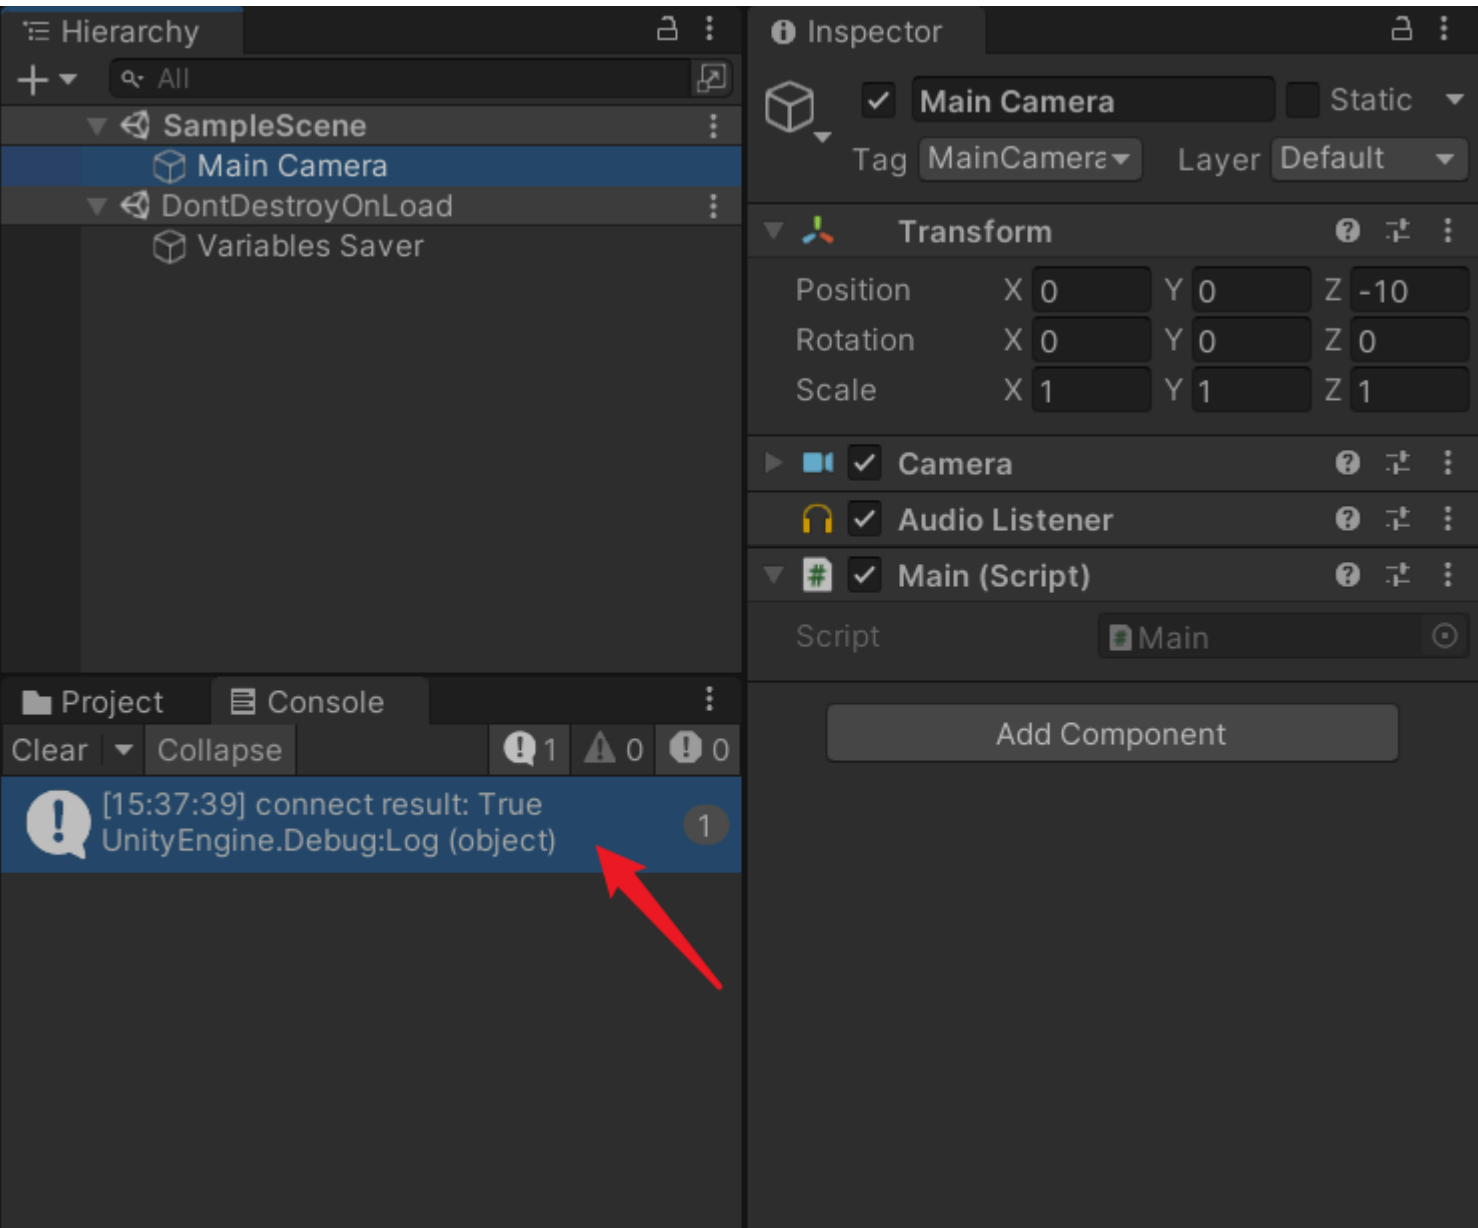 Hierarchy
All
SampleScene
Main Camera
DontDestroyOnLoad
Variables Saver
Project
Console
Clear
Collapse
1
0
0
[15:37:39] connect result: True
UnityEngine.Debug:Log (object)
1
Inspector
Main Camera
Static
Tag MainCamera
Layer Default
Transform
Position X 0 Y 0 Z -10
Rotation X 0 Y 0 Z 0
Scale X 1 Y 1 Z 1
Camera
Audio Listener
# Main (Script)
Script # Main
Add Component